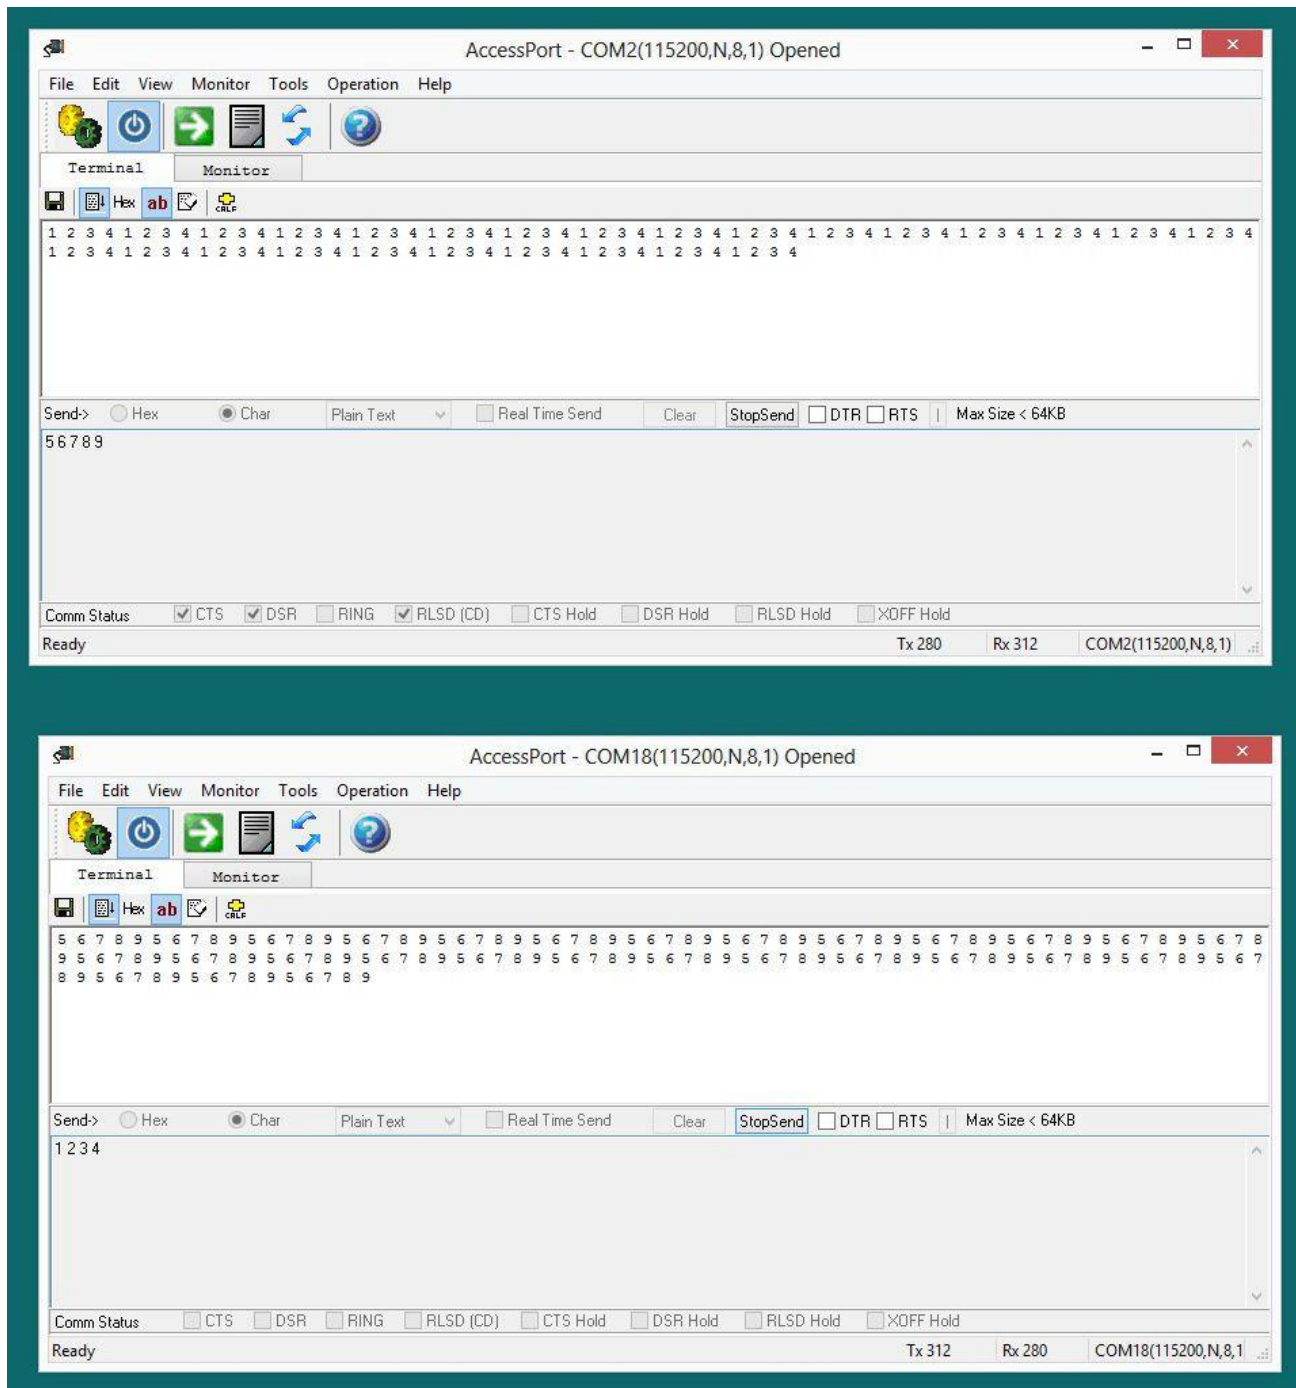 AccessPort - COM2(115200,N,8,1) Opened
File Edit View Monitor Tools Operation Help
Terminal Monitor
Hex ab CRLF
1 2 3 4 1 2 3 4 1 2 3 4 1 2 3 4 1 2 3 4 1 2 3 4 1 2 3 4 1 2 3 4 1 2 3 4 1 2 3 4 1 2 3 4 1 2 3 4 1 2 3 4 1 2 3 4 1 2 3 4 1 2 3 4
1 2 3 4 1 2 3 4 1 2 3 4 1 2 3 4 1 2 3 4 1 2 3 4 1 2 3 4 1 2 3 4 1 2 3 4 1 2 3 4
Send-> Hex Char Plain Text Real Time Send Clear StopSend DTR RTS | Max Size < 64KB
5 6 7 8 9
Comm Status CTS DSR RING RLSD (CD) CTS Hold DSR Hold RLSD Hold XOFF Hold
Ready Tx 280 Rx 312 COM2(115200,N,8,1)
AccessPort - COM18(115200,N,8,1) Opened
File Edit View Monitor Tools Operation Help
Terminal Monitor
Hex ab CRLF
5 6 7 8 9 5 6 7 8 9 5 6 7 8 9 5 6 7 8 9 5 6 7 8 9 5 6 7 8 9 5 6 7 8 9 5 6 7 8 9 5 6 7 8 9 5 6 7 8 9 5 6 7 8 9 5 6 7 8 9 5 6 7 8
9 5 6 7 8 9 5 6 7 8 9 5 6 7 8 9 5 6 7 8 9 5 6 7 8 9 5 6 7 8 9 5 6 7 8 9 5 6 7 8 9 5 6 7 8 9 5 6 7 8 9 5 6 7 8 9 5 6 7 8 9 5 6 7
8 9 5 6 7 8 9 5 6 7 8 9 5 6 7 8 9
Send-> Hex Char Plain Text Real Time Send Clear StopSend DTR RTS | Max Size < 64KB
1 2 3 4
Comm Status CTS DSR RING RLSD (CD) CTS Hold DSR Hold RLSD Hold XOFF Hold
Ready Tx 312 Rx 280 COM18(115200,N,8,1